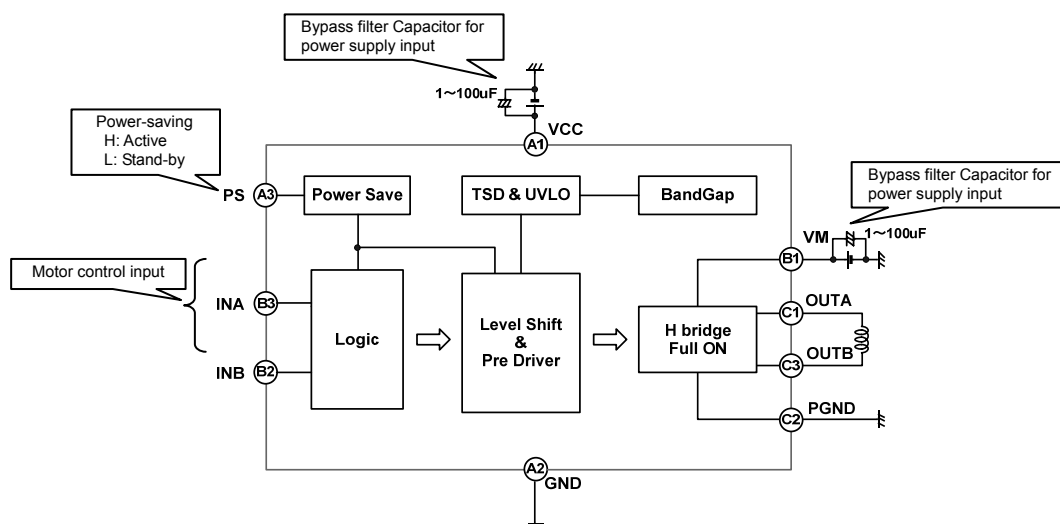 Bypass filter Capacitor for
power supply input
1～100uF
VCC
A1
Power-saving
H: Active
L: Stand-by
PS
A3
Power Save
TSD & UVLO
BandGap
Bypass filter Capacitor for
power supply input
VM
1～100uF
B1
Motor control input
INA
B3
INB
B2
Logic
Level Shift
&
Pre Driver
H bridge
Full ON
C1
OUTA
OUTB
C3
C2
PGND
A2
GND